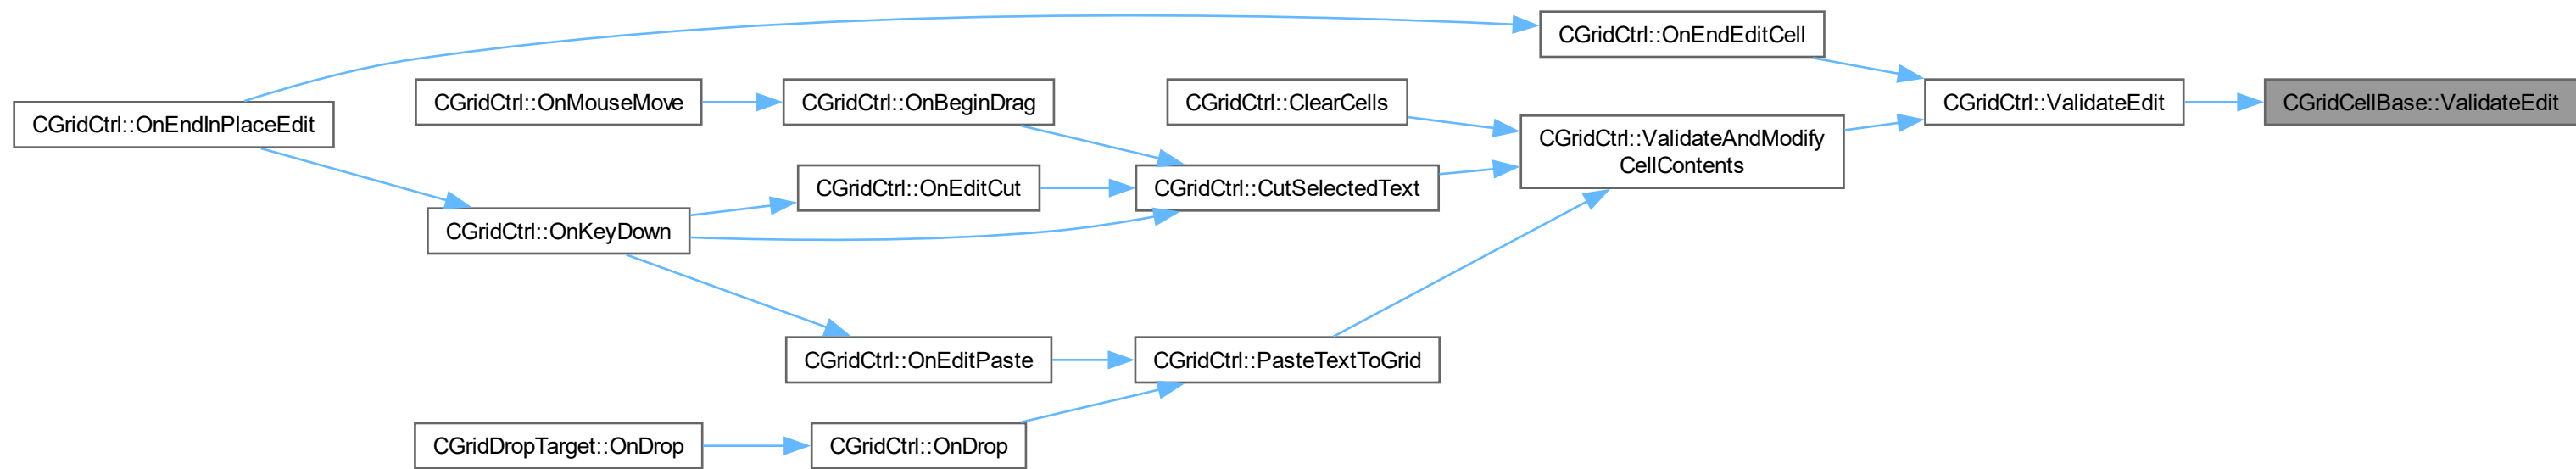 CGridCtrl::OnEndEditCell
CGridCtrl::OnMouseMove
CGridCtrl::OnBeginDrag
CGridCtrl::ClearCells
CGridCtrl::ValidateEdit
CGridCellBase::ValidateEdit
CGridCtrl::OnEndInPlaceEdit
CGridCtrl::ValidateAndModify
CellContents
CGridCtrl::OnEditCut
CGridCtrl::CutSelectedText
CGridCtrl::OnKeyDown
CGridCtrl::OnEditPaste
CGridCtrl::PasteTextToGrid
CGridDropTarget::OnDrop
CGridCtrl::OnDrop